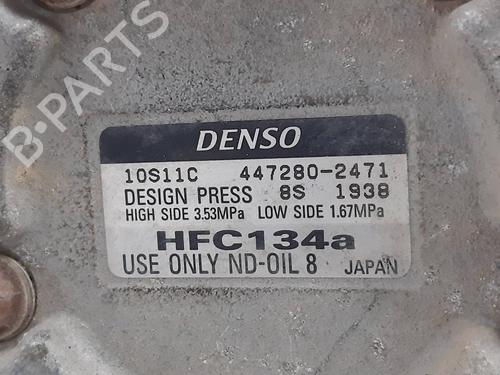 B-PARTS
DENSO
10S11C 447280-2471
DESIGN PRESS 8S 1938
HIGH SIDE 3.53MPa LOW SIDE 1.67MPa
HFC134a
USE ONLY ND-OIL 8 JAPAN